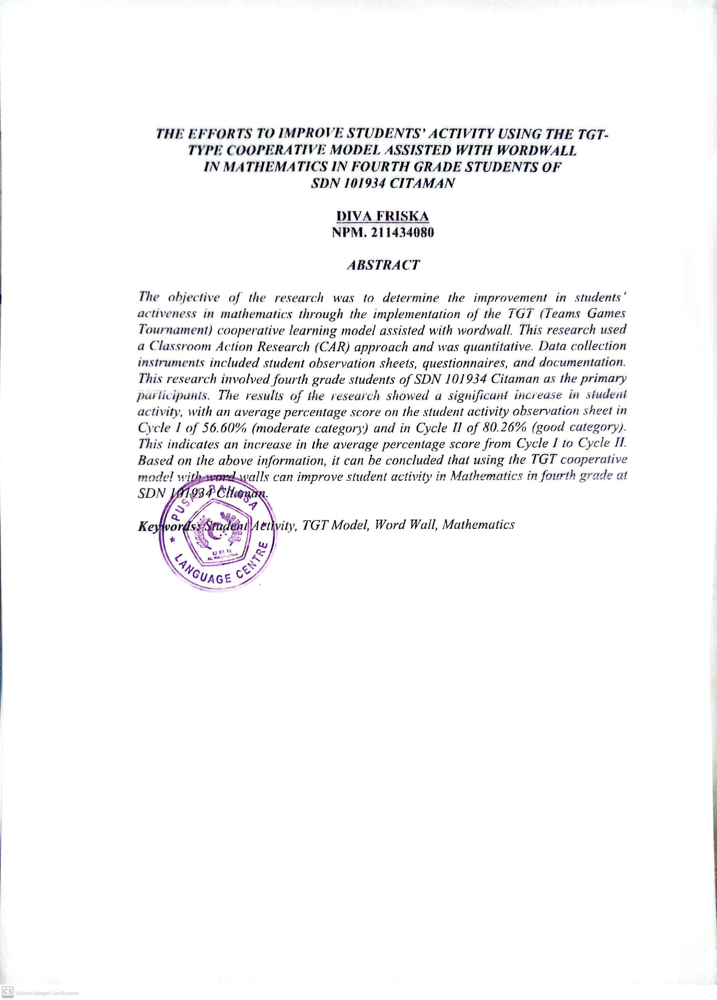 THE EFFORTS TO IMPROVE STUDENTS' ACTIVITY USING THE TGT-
TYPE COOPERATIVE MODEL ASSISTED WITH WORDWALL
IN MATHEMATICS IN FOURTH GRADE STUDENTS OF
SDN 101934 CITAMAN
DIVA FRISKA
NPM. 211434080
ABSTRACT
The objective of the research was to determine the improvement in students'
activeness in mathematics through the implementation of the TGT (Teams Games
Tournament) cooperative learning model assisted with wordwall. This research used
a Classroom Action Research (CAR) approach and was quantitative. Data collection
instruments included student observation sheets, questionnaires, and documentation.
This research involved fourth grade students of SDN 101934 Citaman as the primary
participants. The results of the research showed a significant increase in student
activity, with an average percentage score on the student activity observation sheet in
Cycle I of 56.60% (moderate category) and in Cycle II of 80.26% (good category).
This indicates an increase in the average percentage score from Cycle I to Cycle II.
Based on the above information, it can be concluded that using the TGT cooperative
model with word walls can improve student activity in Mathematics in fourth grade at
SDN 101934 Citaman.
Keywords: Student Activity, TGT Model, Word Wall, Mathematics
PUSAT BAHASA
UMN
AL WASHLIYAH
LANGUAGE CENTRE
CS Dipindai dengan CamScanner